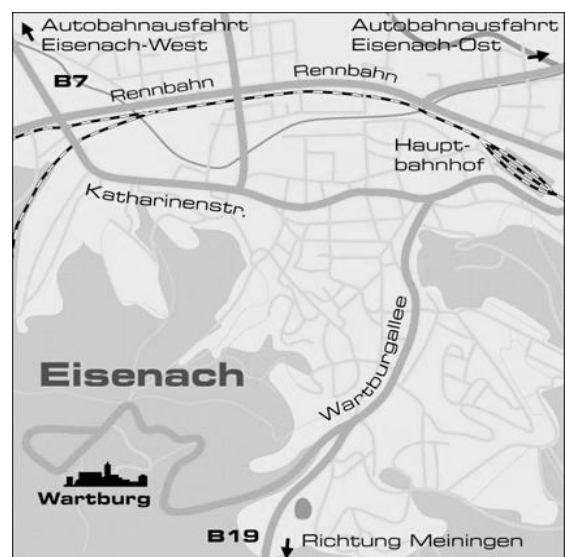 Autobahnausfahrt
Eisenach-West
Autobahnausfahrt
Eisenach-Ost
B7
Rennbahn
Rennbahn
Haupt-
bahnhof
Katharinenstr.
Wartburgallee
Eisenach
Wartburg
B19
Richtung Meiningen